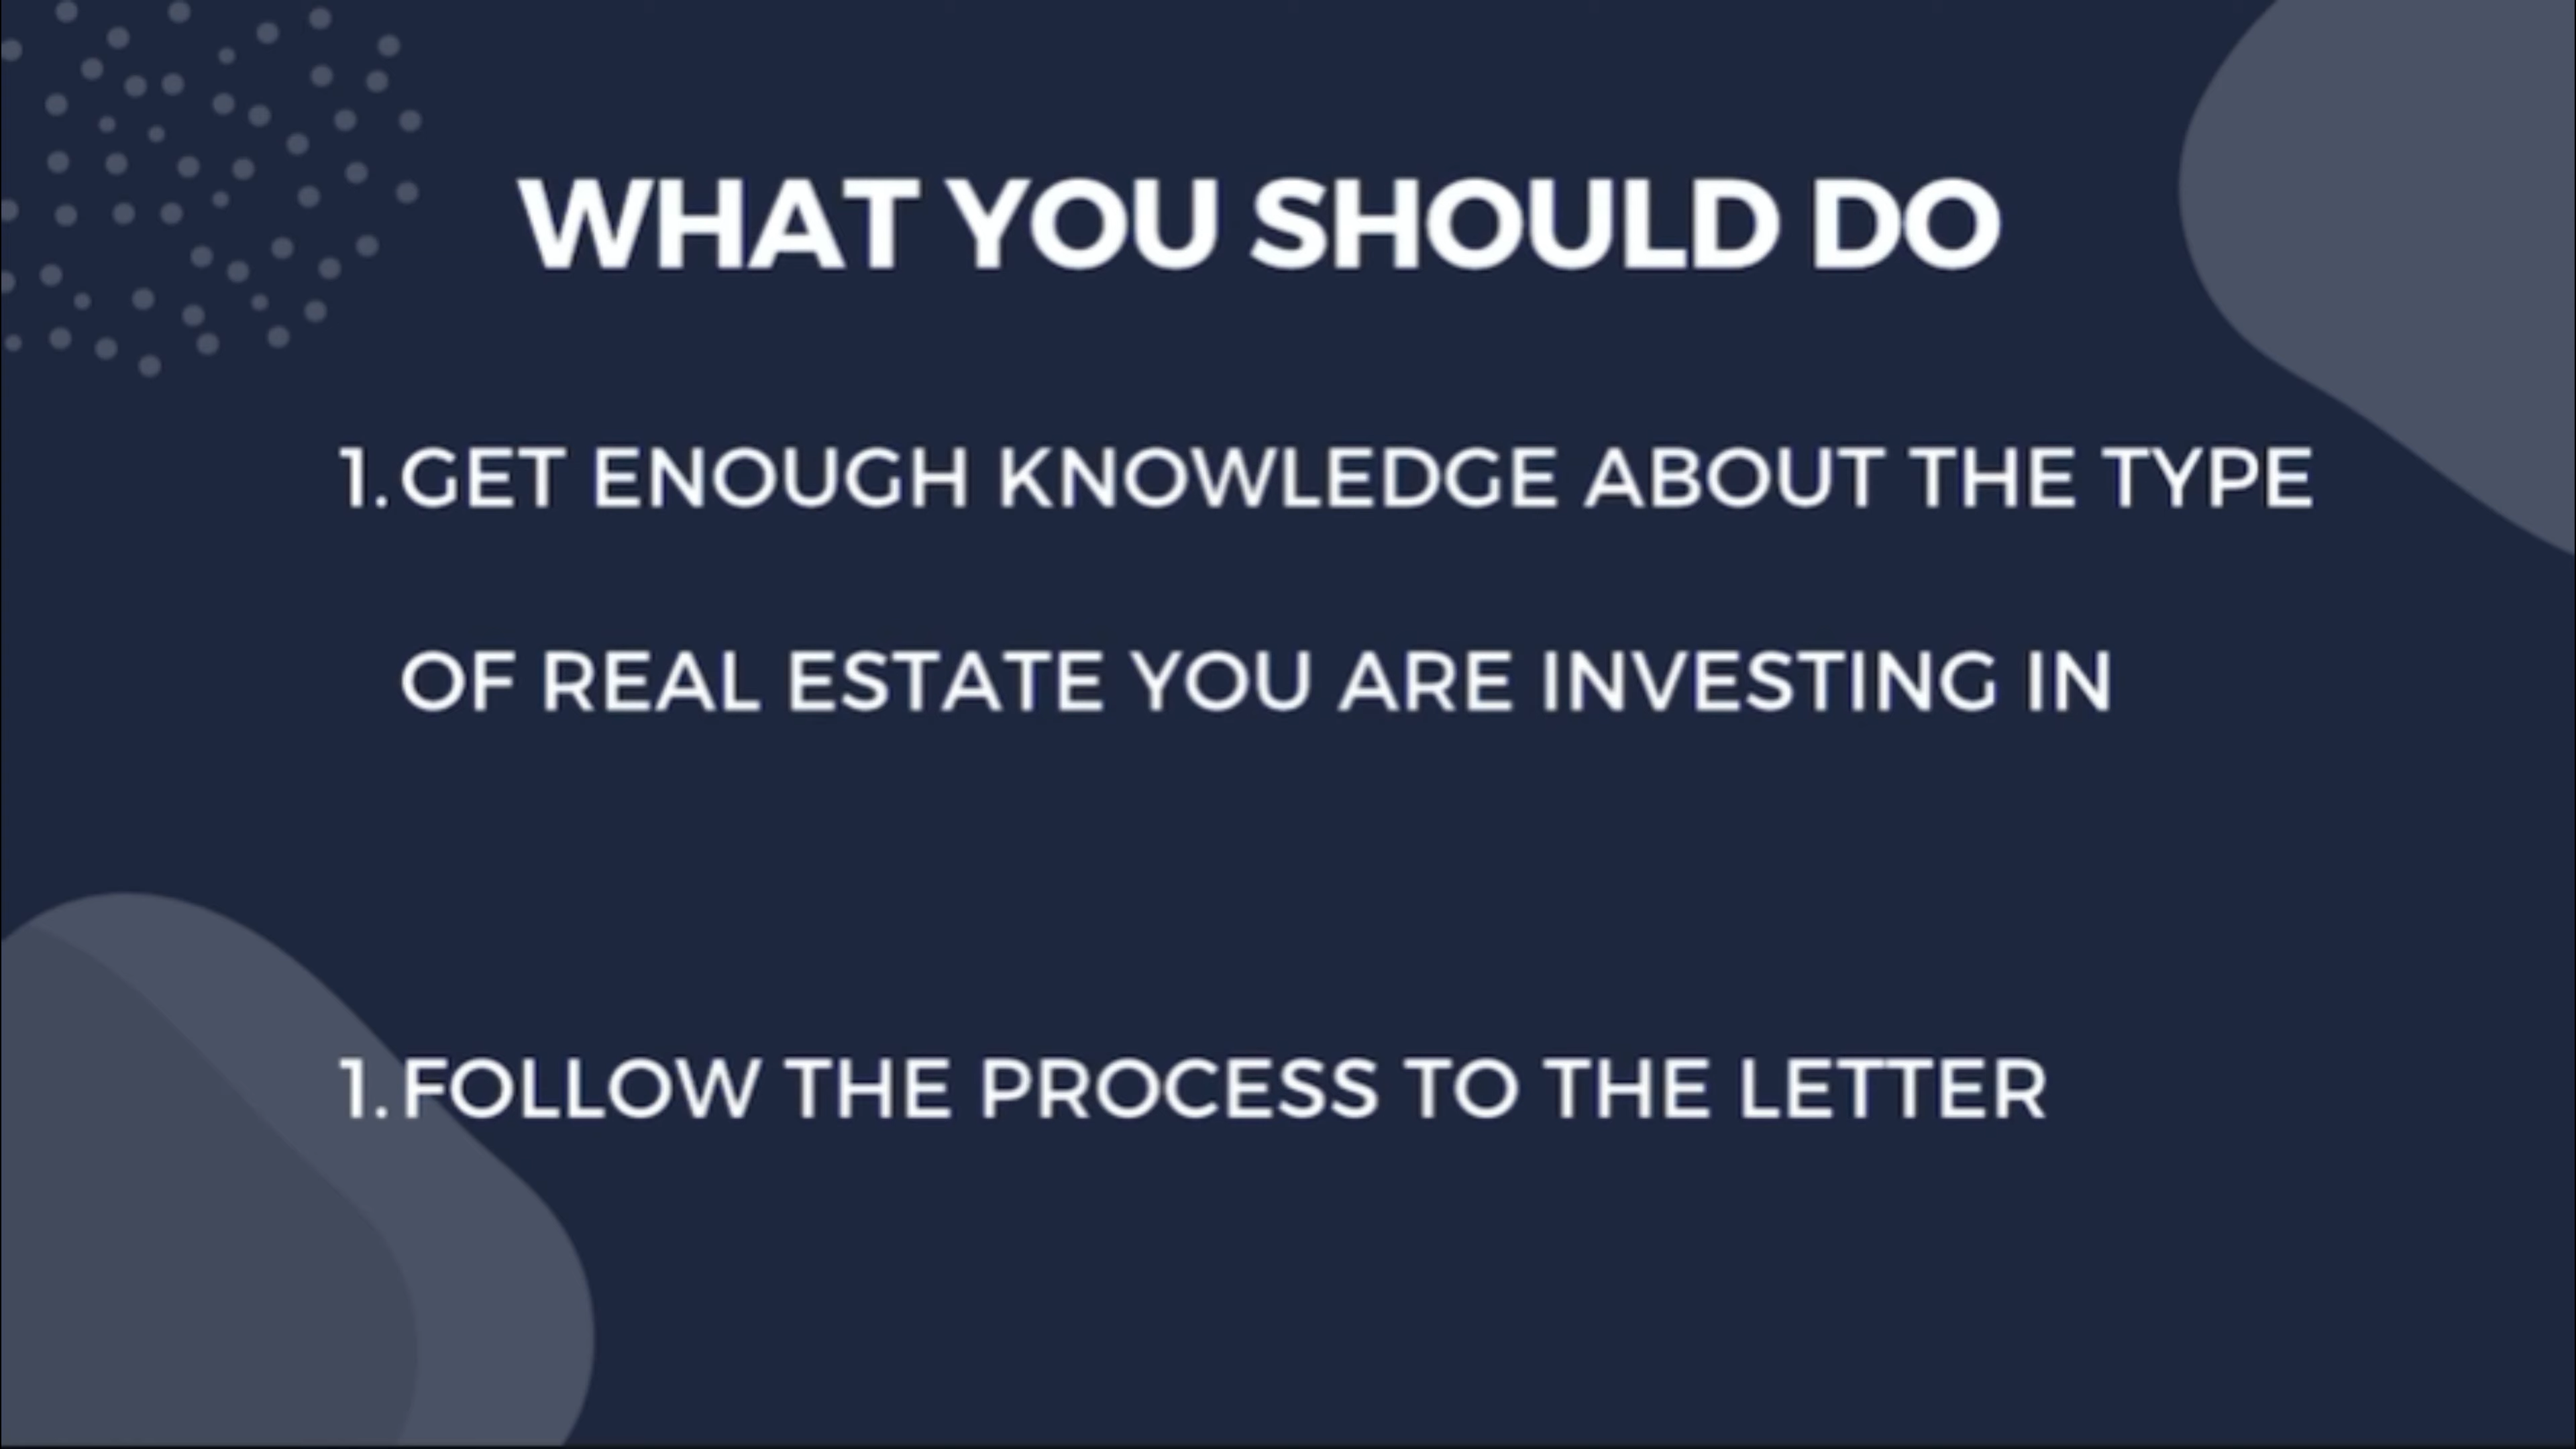 WHAT YOU SHOULD DO
1. GET ENOUGH KNOWLEDGE ABOUT THE TYPE
OF REAL ESTATE YOU ARE INVESTING IN
1. FOLLOW THE PROCESS TO THE LETTER